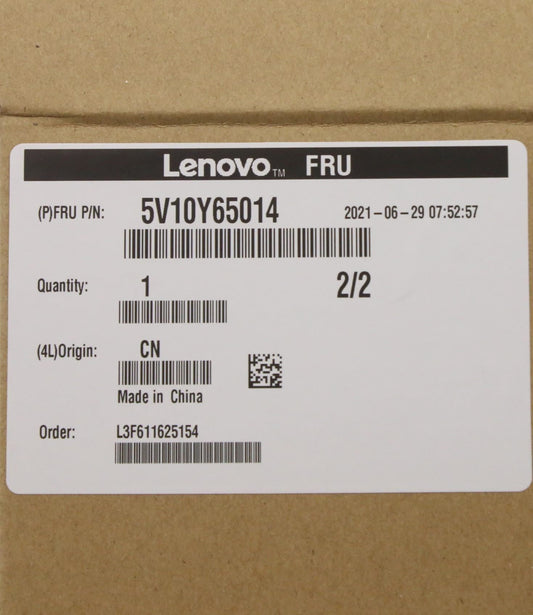 Lenovo™ FRU
(P)FRU P/N: 5V10Y65014 2021-06-29 07:52:57
Quantity: 1 2/2
(4L)Origin: CN
Made in China
Order: L3F611625154